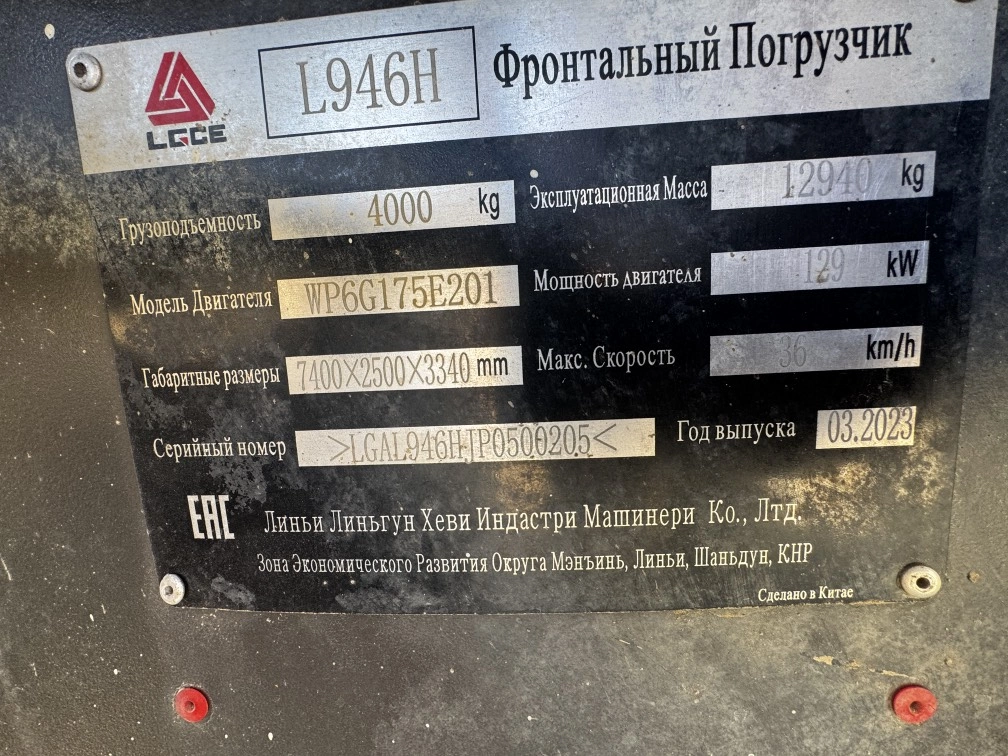 LGCE
L946H
Фронтальный Погрузчик
Грузоподъемность 4000 kg
Эксплуатационная Масса 12940 kg
Модель Двигателя WP6G175E201
Мощность двигателя 129 kW
Габаритные размеры 7400×2500×3340 mm
Макс. Скорость 36 km/h
Серийный номер >LGAL946HJP0500205<
Год выпуска 03.2023
EAC
Линьи Линьгун Хеви Индастри Машинери Ко., Лтд.
Зона Экономического Развития Округа Мэнъинь, Линьи, Шаньдун, КНР
Сделано в Китае